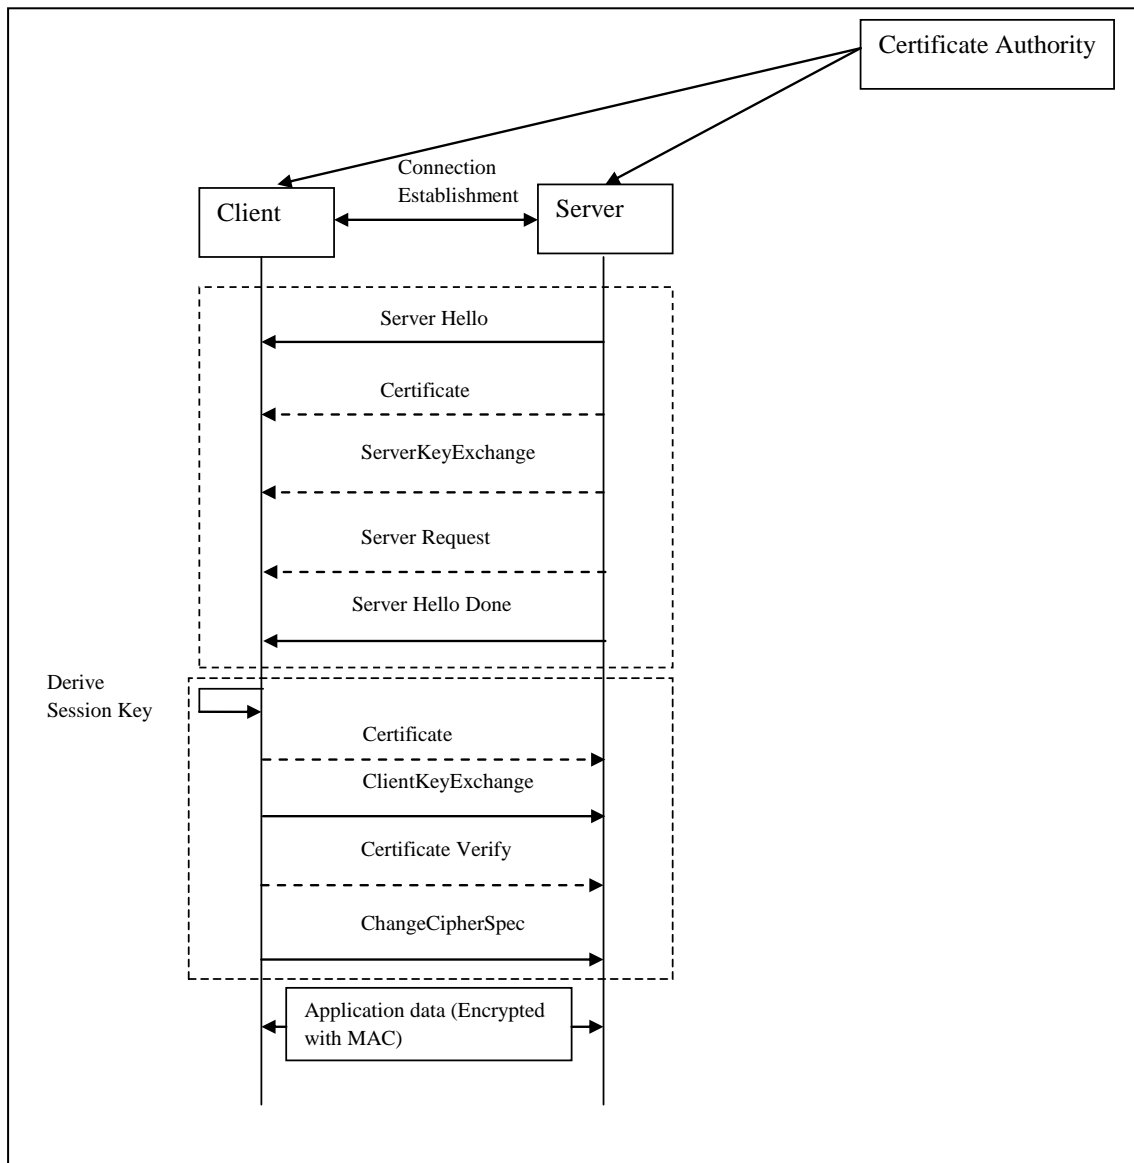 Certificate Authority
Connection
Establishment
Client
Server
Server Hello
Certificate
ServerKeyExchange
Server Request
Server Hello Done
Derive
Session Key
Certificate
ClientKeyExchange
Certificate Verify
ChangeCipherSpec
Application data (Encrypted
with MAC)